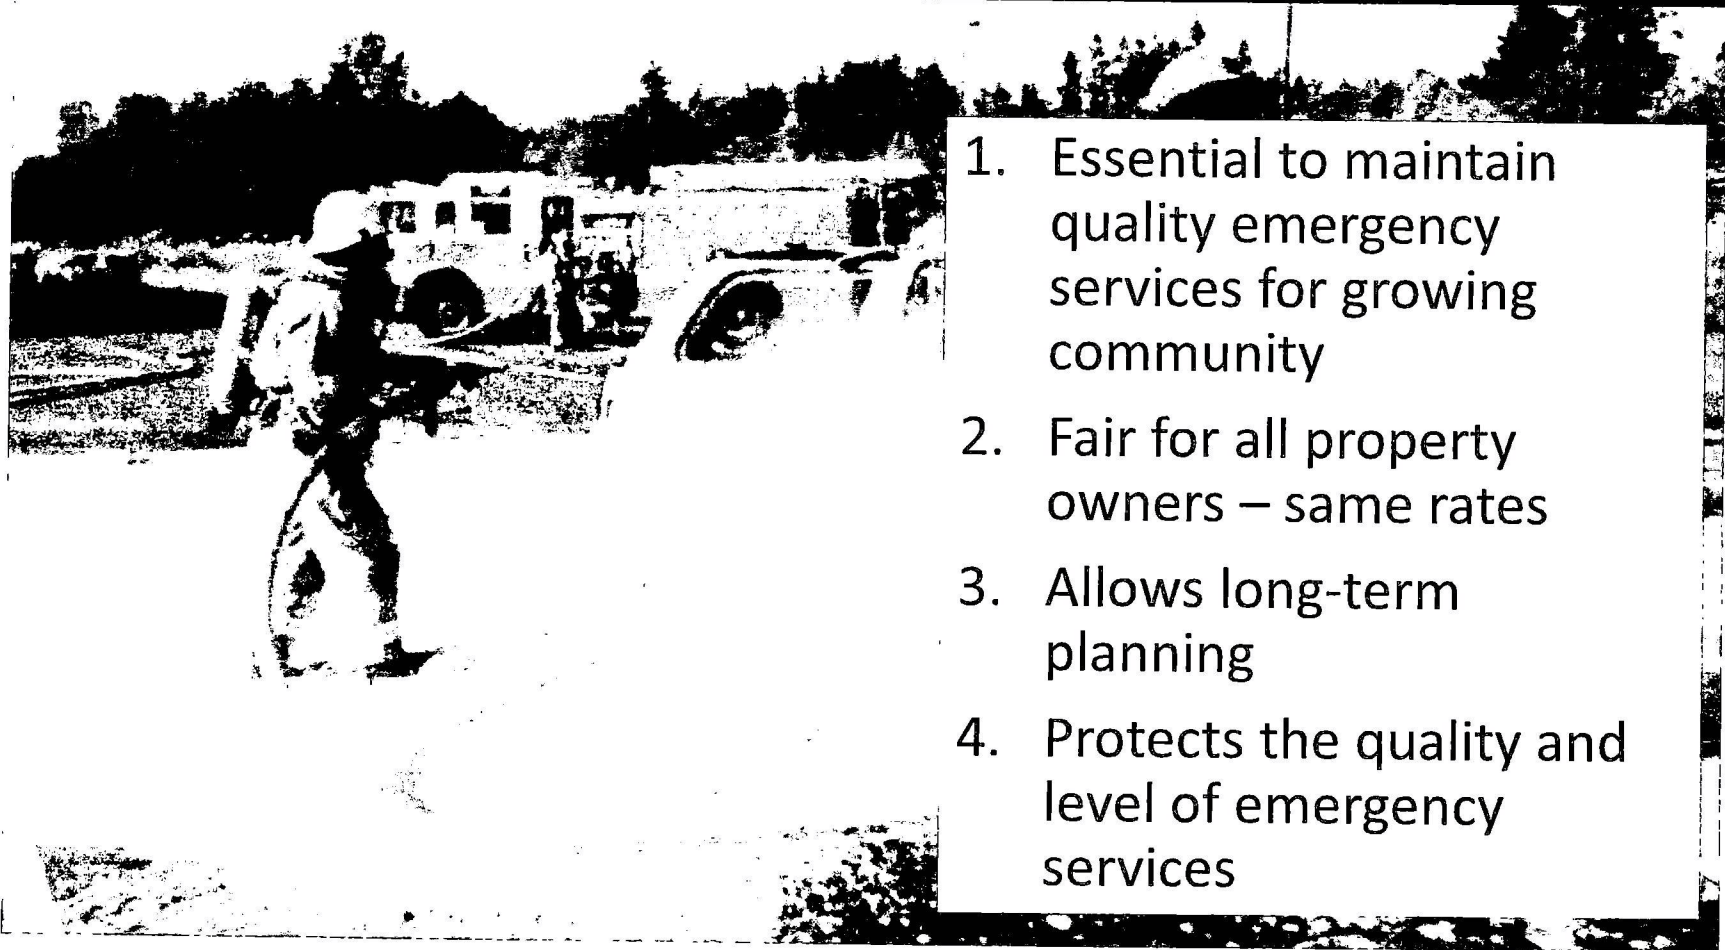 1. Essential to maintain
quality emergency
services for growing
community
2. Fair for all property
owners – same rates
3. Allows long-term
planning
4. Protects the quality and
level of emergency
services